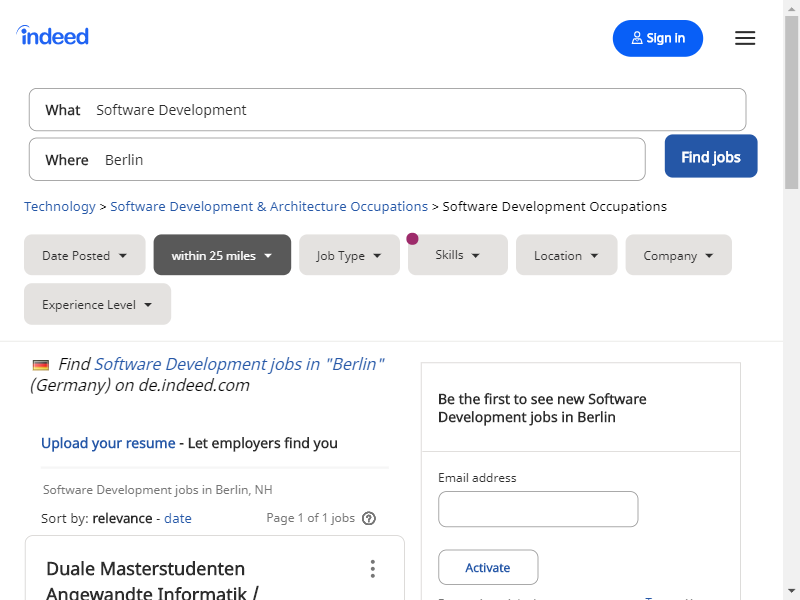 indeed
Sign in
What Software Development
Where Berlin
Find jobs
Technology > Software Development & Architecture Occupations > Software Development Occupations
Date Posted
within 25 miles
Job Type
Skills
Location
Company
Experience Level
Find Software Development jobs in "Berlin"
(Germany) on de.indeed.com
Upload your resume - Let employers find you
Software Development jobs in Berlin, NH
Sort by: relevance - date
Page 1 of 1 jobs
Duale Masterstudenten
Angewandte Informatik /
Be the first to see new Software
Development jobs in Berlin
Email address
Activate